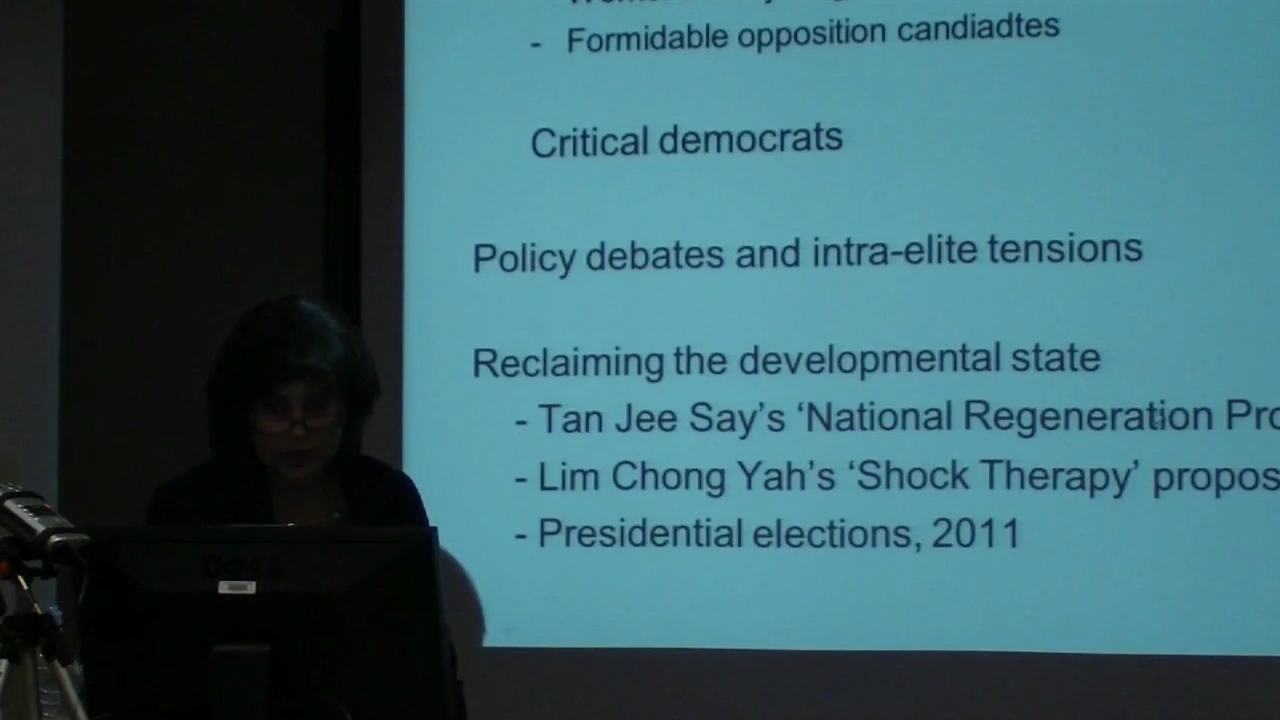 - Formidable opposition candiadtes
Critical democrats
Policy debates and intra-elite tensions
Reclaiming the developmental state
- Tan Jee Say’s ‘National Regeneration Pro
- Lim Chong Yah’s ‘Shock Therapy’ propos
- Presidential elections, 2011